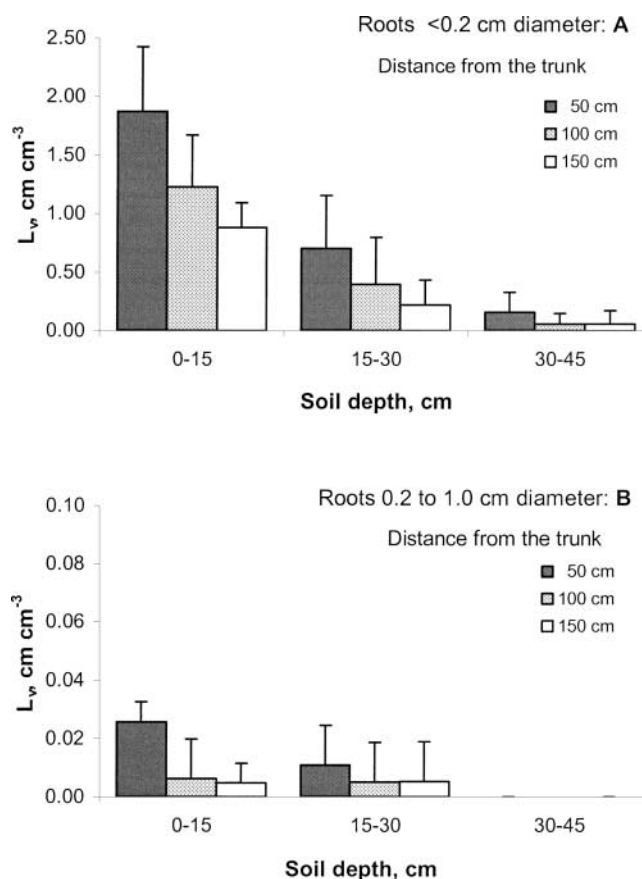 Roots <0.2 cm diameter: A
Distance from the trunk
50 cm
100 cm
150 cm
Lv, cm cm-3
2.50
2.00
1.50
1.00
0.50
0.00
0-15 15-30 30-45
Soil depth, cm
Roots 0.2 to 1.0 cm diameter: B
Distance from the trunk
50 cm
100 cm
150 cm
Lv, cm cm-3
0.10
0.08
0.06
0.04
0.02
0.00
0-15 15-30 30-45
Soil depth, cm